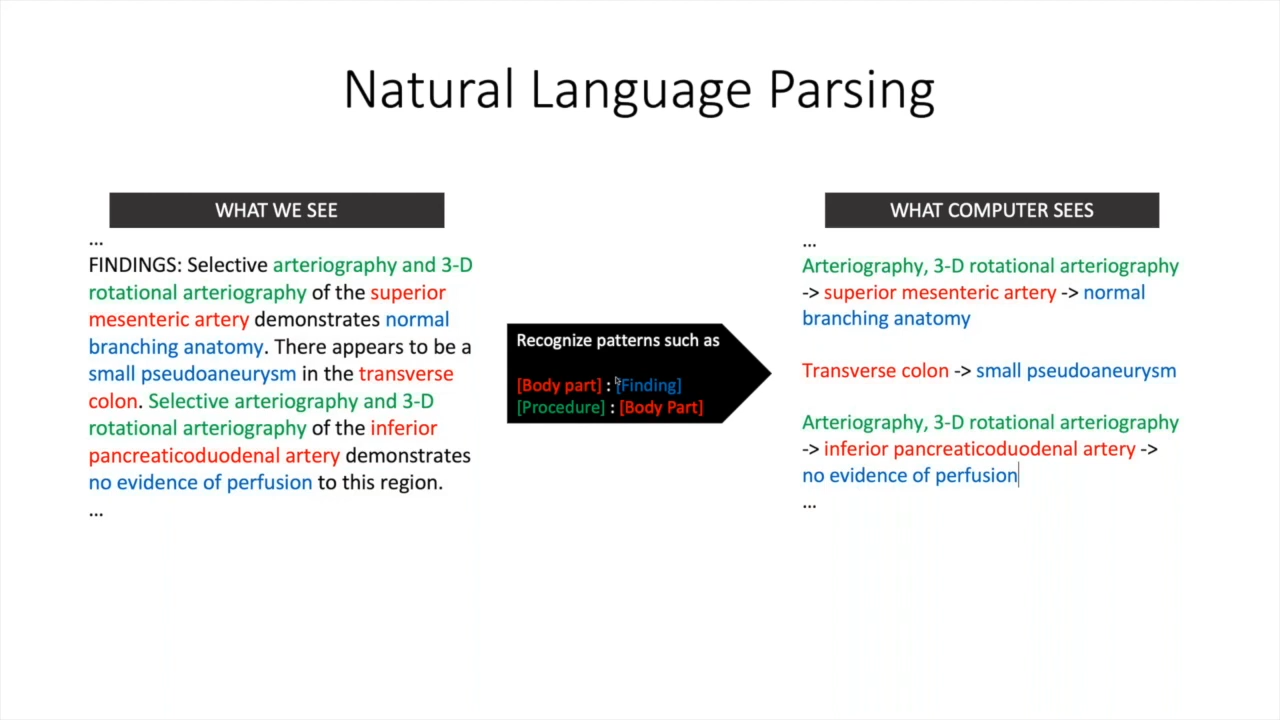 Natural Language Parsing
WHAT WE SEE
...
FINDINGS: Selective arteriography and 3-D
rotational arteriography of the superior
mesenteric artery demonstrates normal
branching anatomy. There appears to be a
small pseudoaneurysm in the transverse
colon. Selective arteriography and 3-D
rotational arteriography of the inferior
pancreaticoduodenal artery demonstrates
no evidence of perfusion to this region.
...
Recognize patterns such as
[Body part] : [Finding]
[Procedure] : [Body Part]
WHAT COMPUTER SEES
...
Arteriography, 3-D rotational arteriography
-> superior mesenteric artery -> normal
branching anatomy
Transverse colon -> small pseudoaneurysm
Arteriography, 3-D rotational arteriography
-> inferior pancreaticoduodenal artery ->
no evidence of perfusion
...